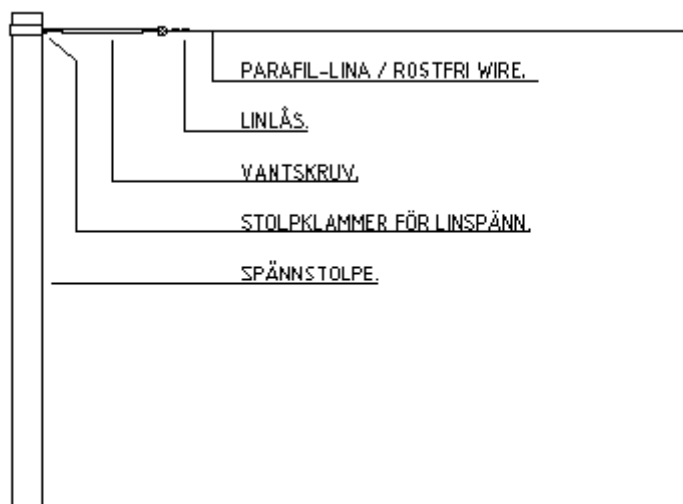 PARAFIL-LINA / ROSTFRI WIRE.
LINLÅS.
VANTSKRUV.
STOLPKLAMMER FÖR LINSPÄNN.
SPÄNNSTOLPE.